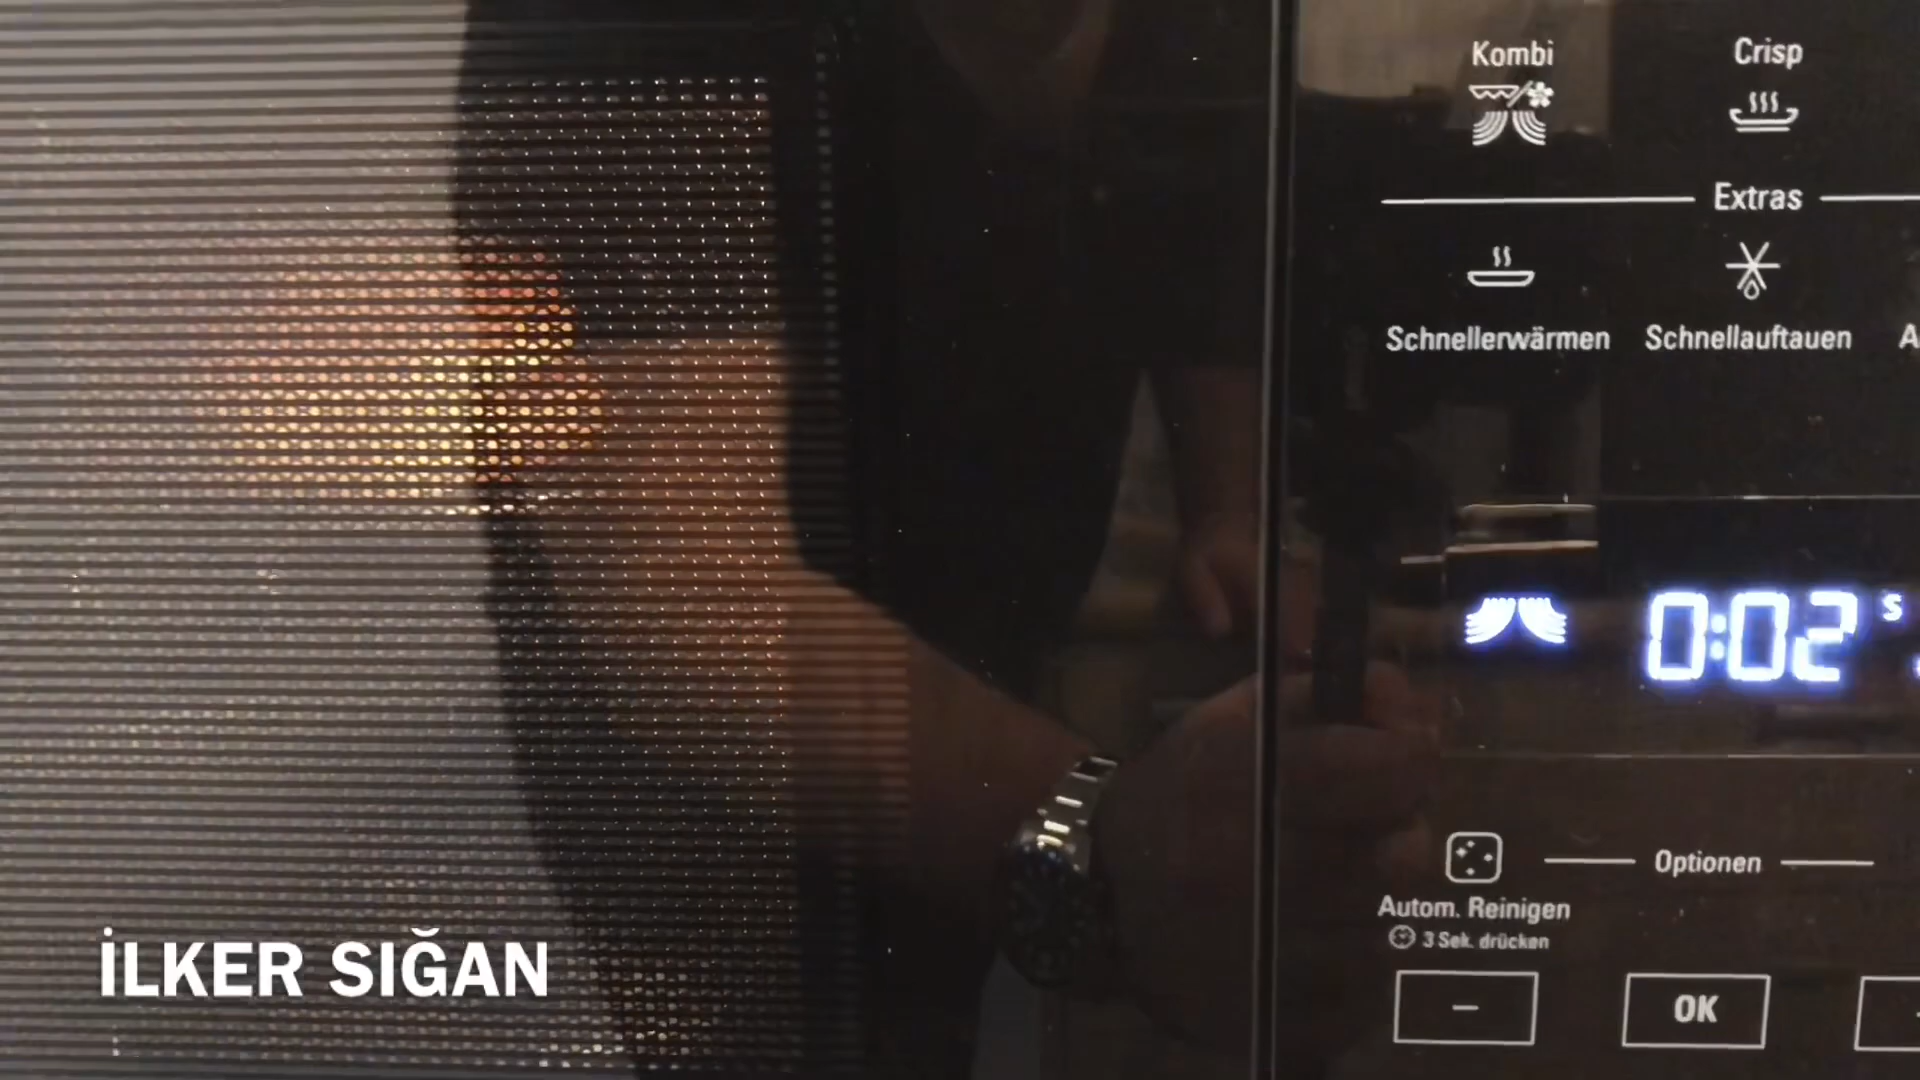 Kombi
Crisp
Extras
Schnellerwärmen
Schnellauftauen
0:02 s
Optionen
Autom. Reinigen
3 Sek. drücken
−
OK
İLKER SIĞAN